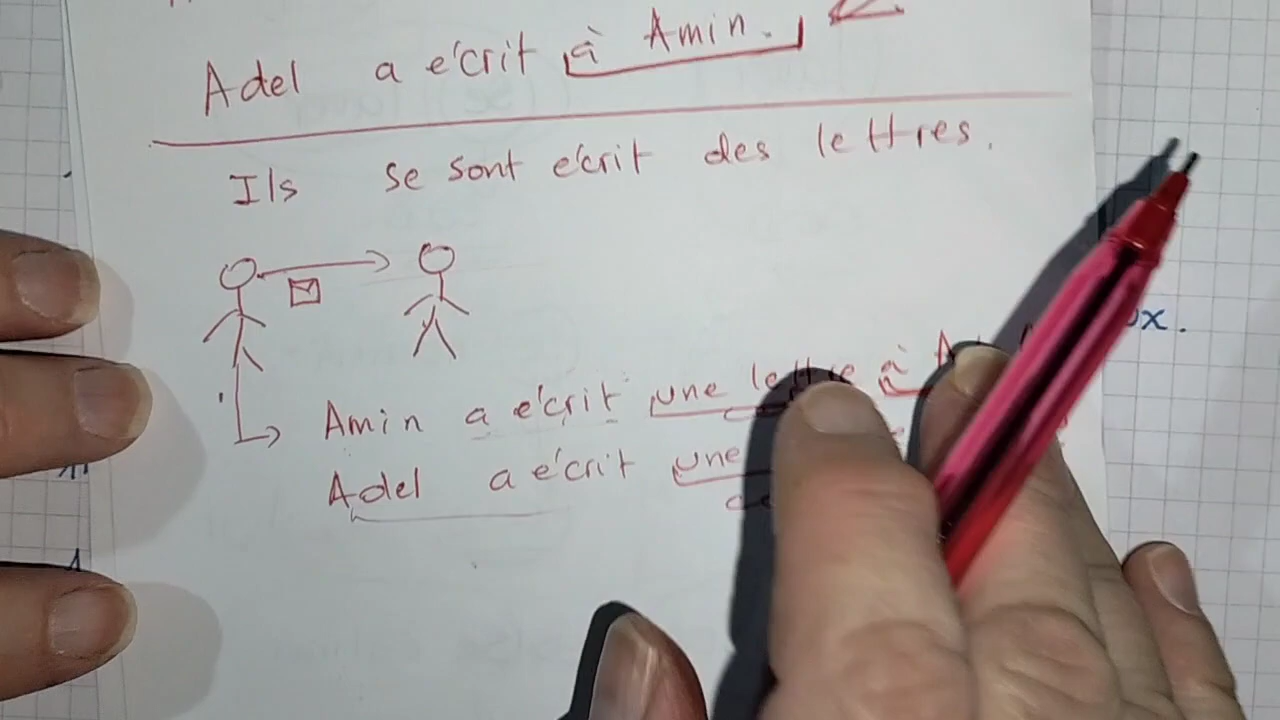 Adel a écrit à Amin.
Ils se sont écrit des lettres.
Amin a écrit une lettre à
Adel a écrit une